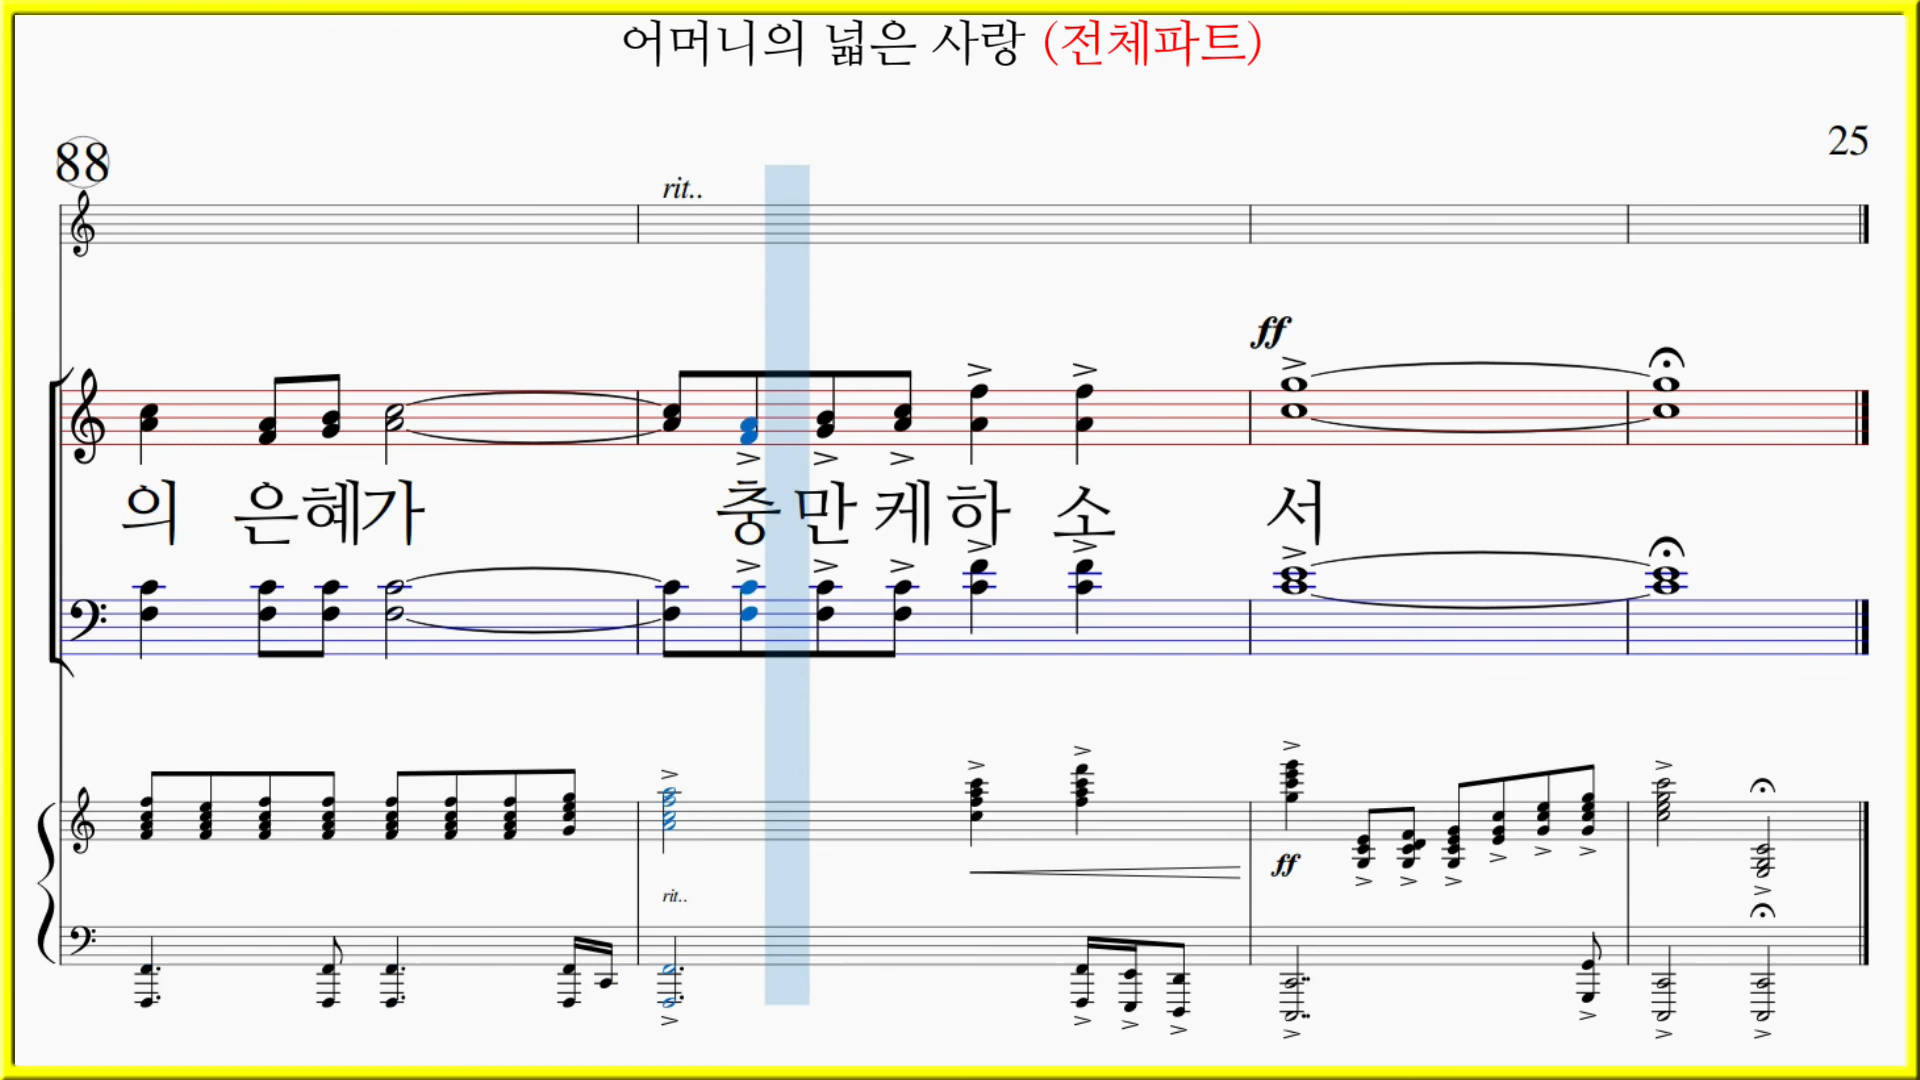 어머니의 넓은 사랑 (전체파트)
88
25
rit..
ff
의 은혜가 충만케하 소 서
ff
rit..